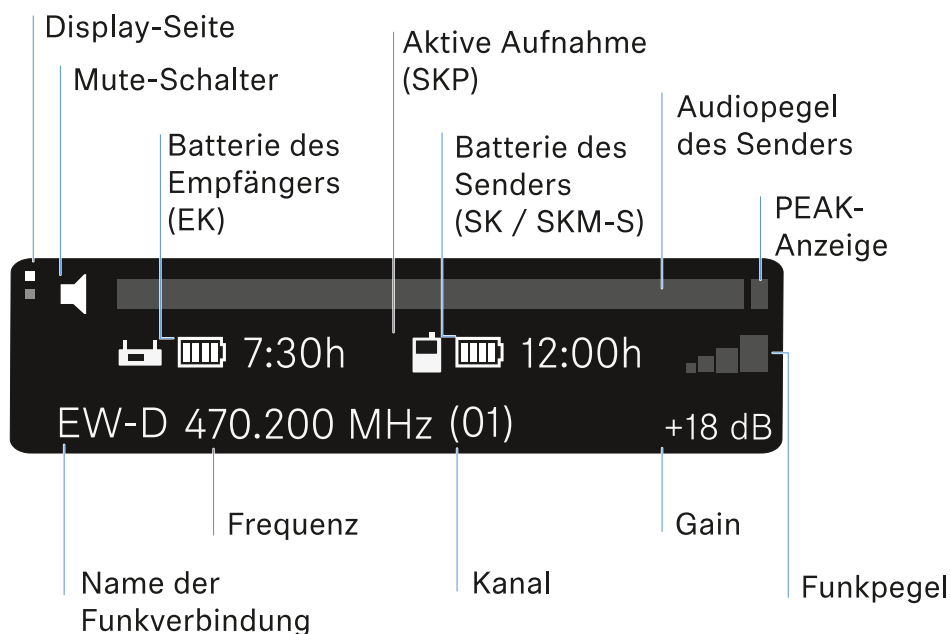 Display-Seite
Mute-Schalter
Aktive Aufnahme
(SKP)
Audiopegel
des Senders
Batterie des
Empfängers
(EK)
Batterie des
Senders
(SK / SKM-S)
PEAK-
Anzeige
7:30h
12:00h
EW-D 470.200 MHz (01)
+18 dB
Frequenz
Gain
Name der
Funkverbindung
Kanal
Funkpegel